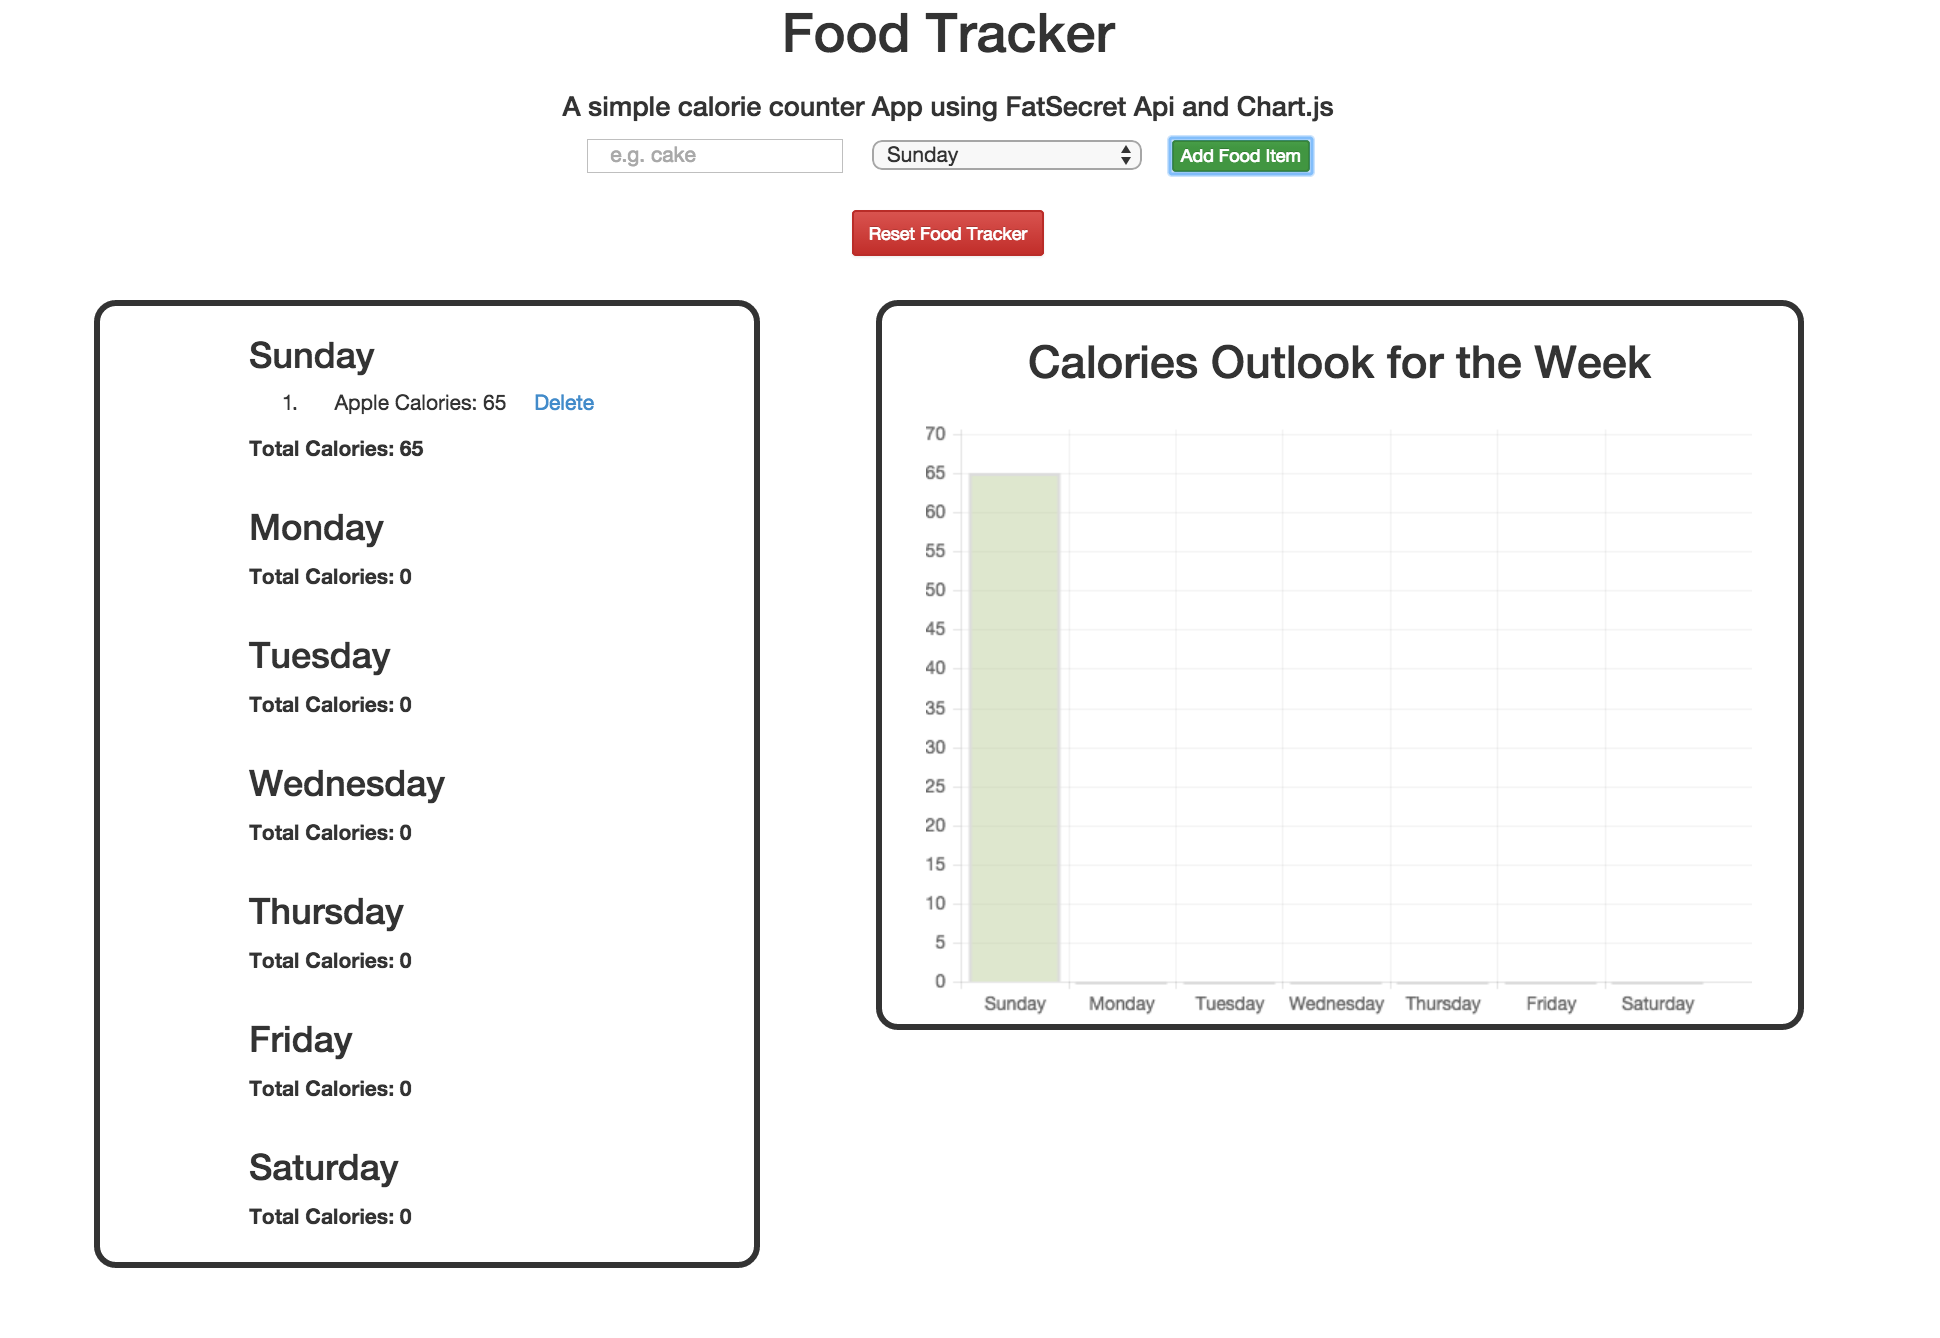 Food Tracker
A simple calorie counter App using FatSecret Api and Chart.js
e.g. cake
Sunday
Add Food Item
Reset Food Tracker
Sunday
1. Apple Calories: 65 Delete
Total Calories: 65
Monday
Total Calories: 0
Tuesday
Total Calories: 0
Wednesday
Total Calories: 0
Thursday
Total Calories: 0
Friday
Total Calories: 0
Saturday
Total Calories: 0
Calories Outlook for the Week
70
65
60
55
50
45
40
35
30
25
20
15
10
5
0
Sunday Monday Tuesday Wednesday Thursday Friday Saturday